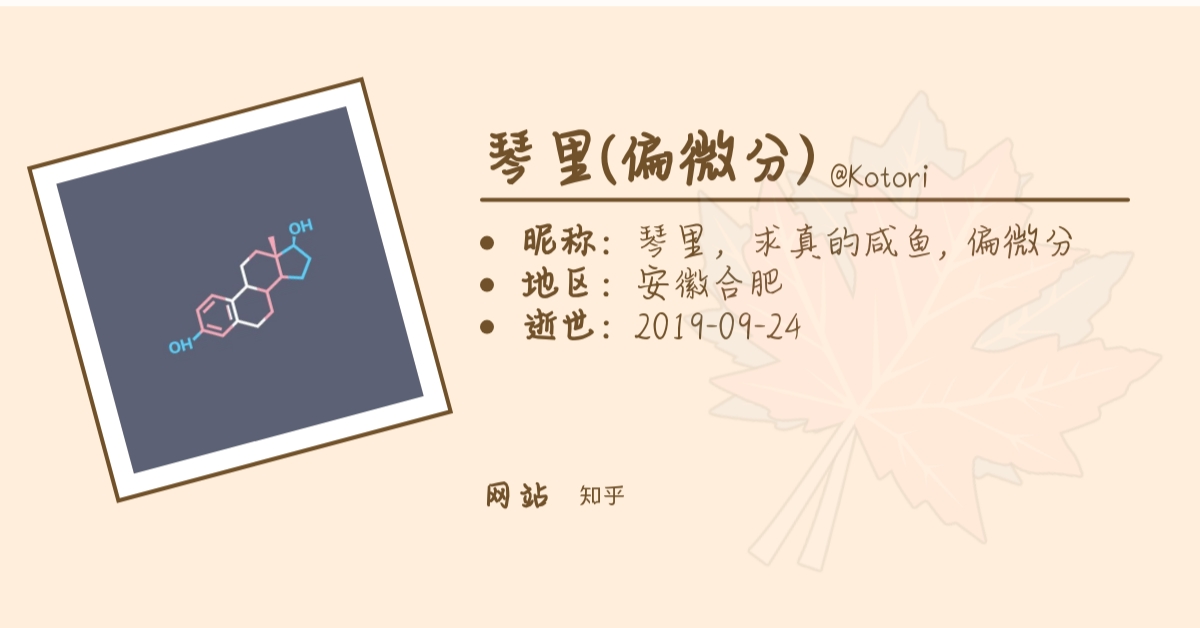 琴里(偏微分) @Kotori
昵称：琴里，求真的咸鱼，偏微分
地区：安徽合肥
逝世：2019-09-24
网站 知乎
OH
OH